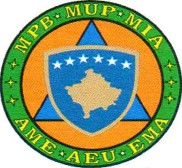 MPB · MUP · MIA
AME · AEU · EMA